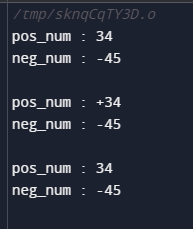 /tmp/sknqCqTY3D.o
pos_num : 34
neg_num : -45
pos_num : +34
neg_num : -45
pos_num : 34
neg_num : -45